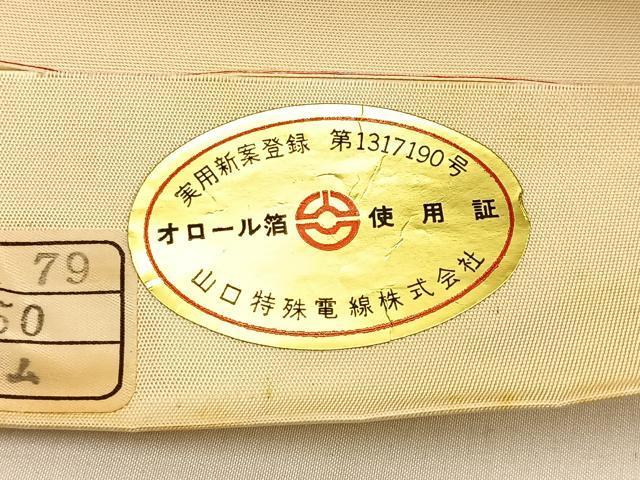 実用新案登録 第1317190号
オロール箔 使用証
山口特殊電線株式会社
79
50
ム